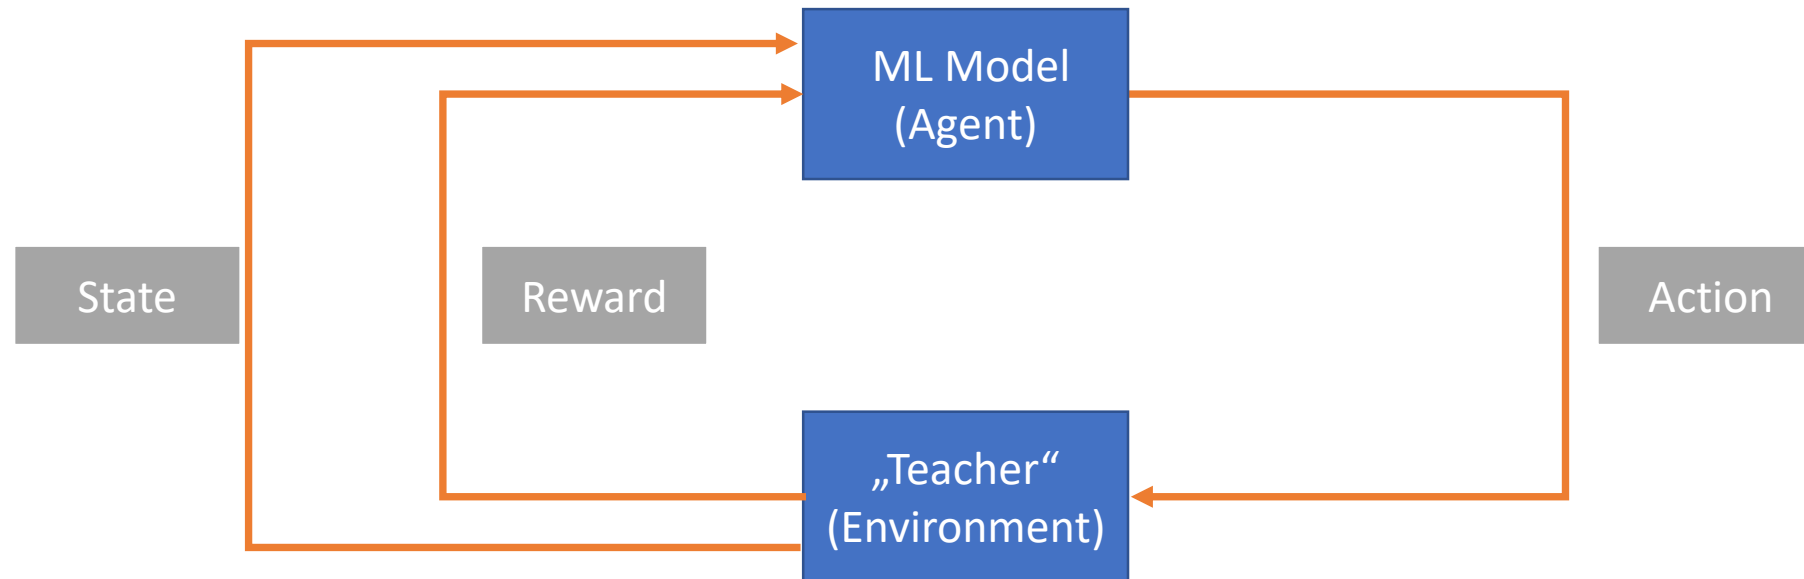 ML Model
(Agent)
State
Reward
Action
„Teacher“
(Environment)